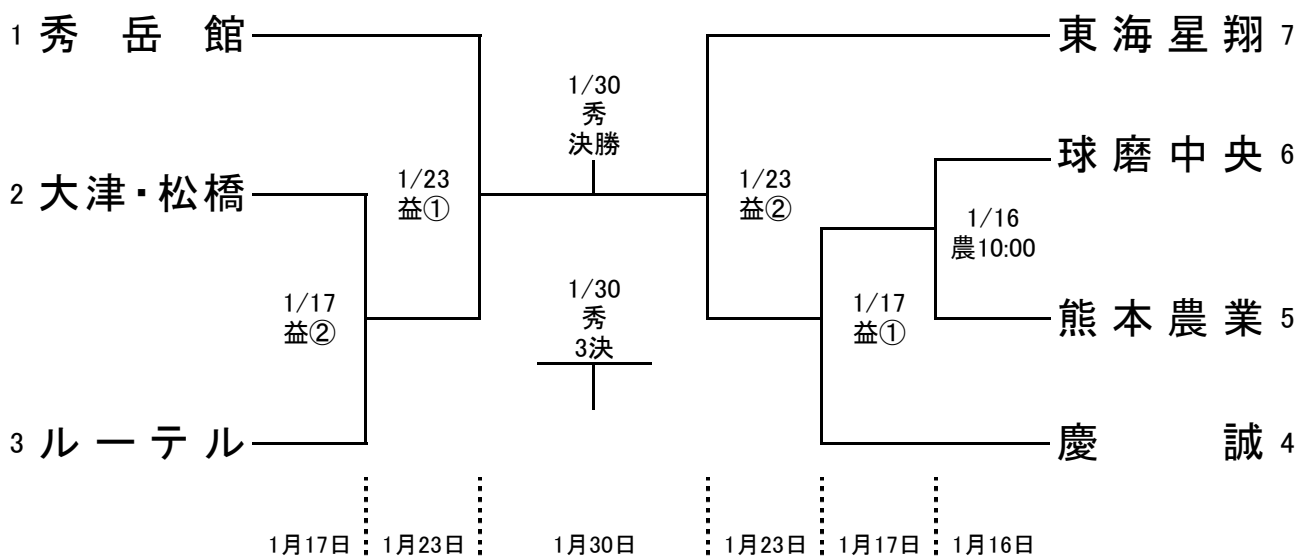 1 秀岳館
2 大津・松橋
3 ルーテル
1/17
益②
1/23
益①
1/30
秀
決勝
1/30
秀
3決
1/23
益②
1/17
益①
1/16
農10:00
東海星翔 7
球磨中央 6
熊本農業 5
慶誠 4
1月17日 1月23日 1月30日 1月23日 1月17日 1月16日